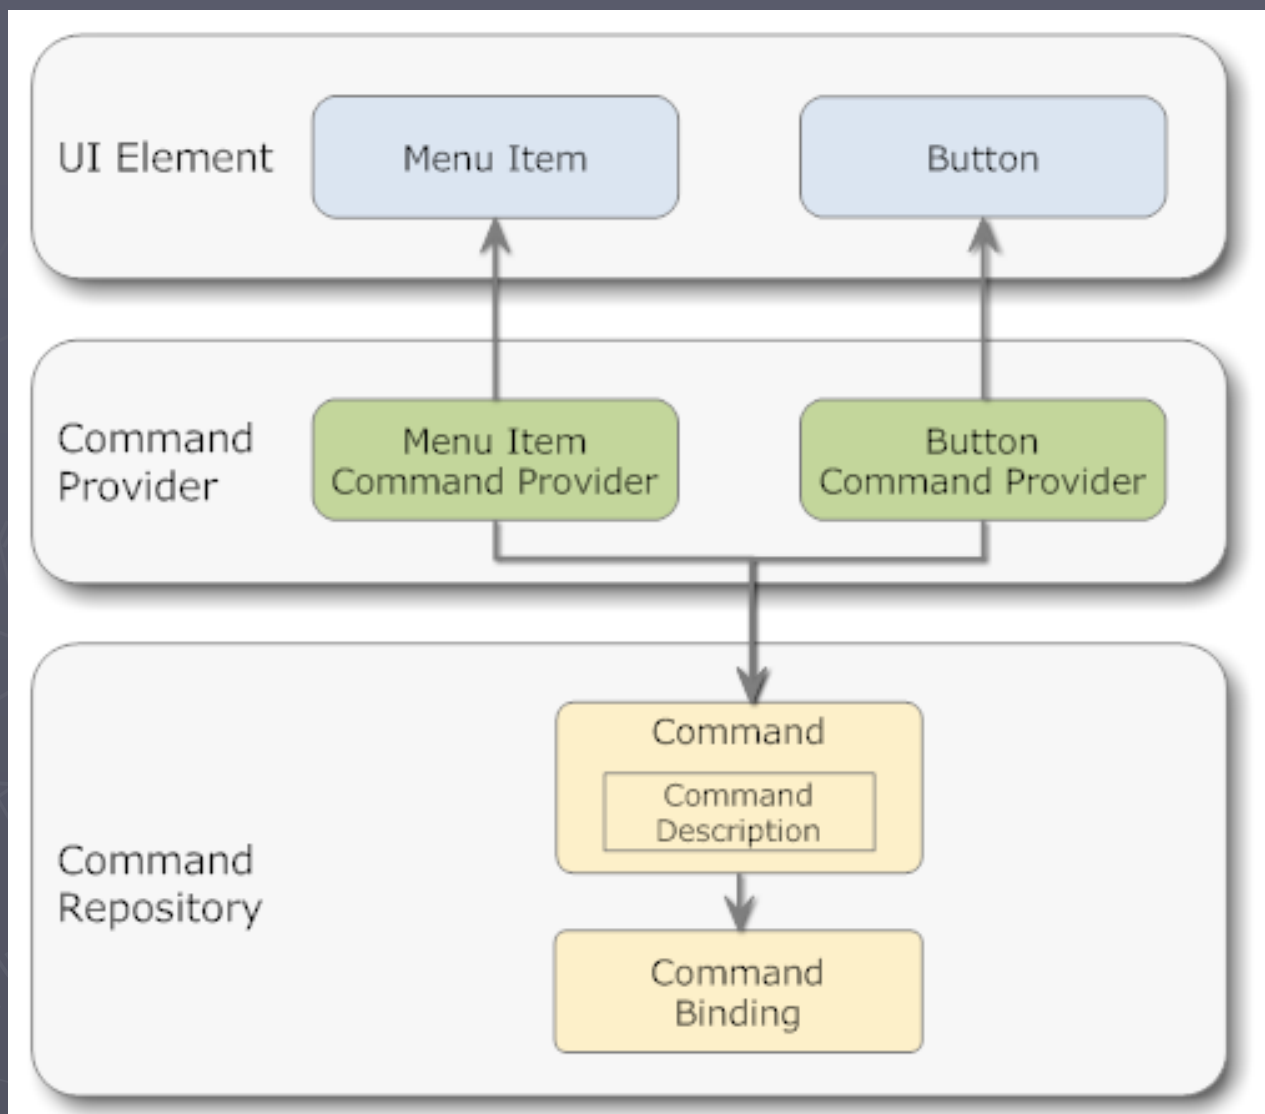 UI Element
Menu Item
Button
Command
Provider
Menu Item
Command Provider
Button
Command Provider
Command
Repository
Command
Command
Description
Command
Binding